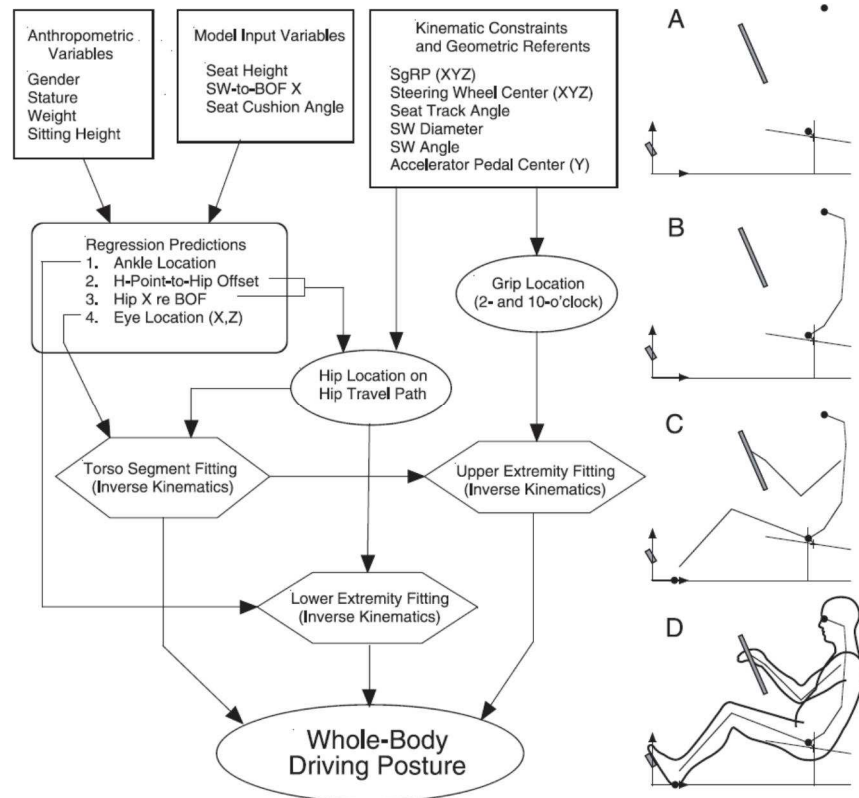 Anthropometric
Variables
Gender
Stature
Weight
Sitting Height
Model Input Variables
Seat Height
SW-to-BOF X
Seat Cushion Angle
Kinematic Constraints
and Geometric Referents
SgRP (XYZ)
Steering Wheel Center (XYZ)
Seat Track Angle
SW Diameter
SW Angle
Accelerator Pedal Center (Y)
Regression Predictions
1. Ankle Location
2. H-Point-to-Hip Offset
3. Hip X re BOF
4. Eye Location (X,Z)
Grip Location
(2- and 10-o'clock)
Hip Location on
Hip Travel Path
Torso Segment Fitting
(Inverse Kinematics)
Upper Extremity Fitting
(Inverse Kinematics)
Lower Extremity Fitting
(Inverse Kinematics)
Whole-Body
Driving Posture
A
B
C
D